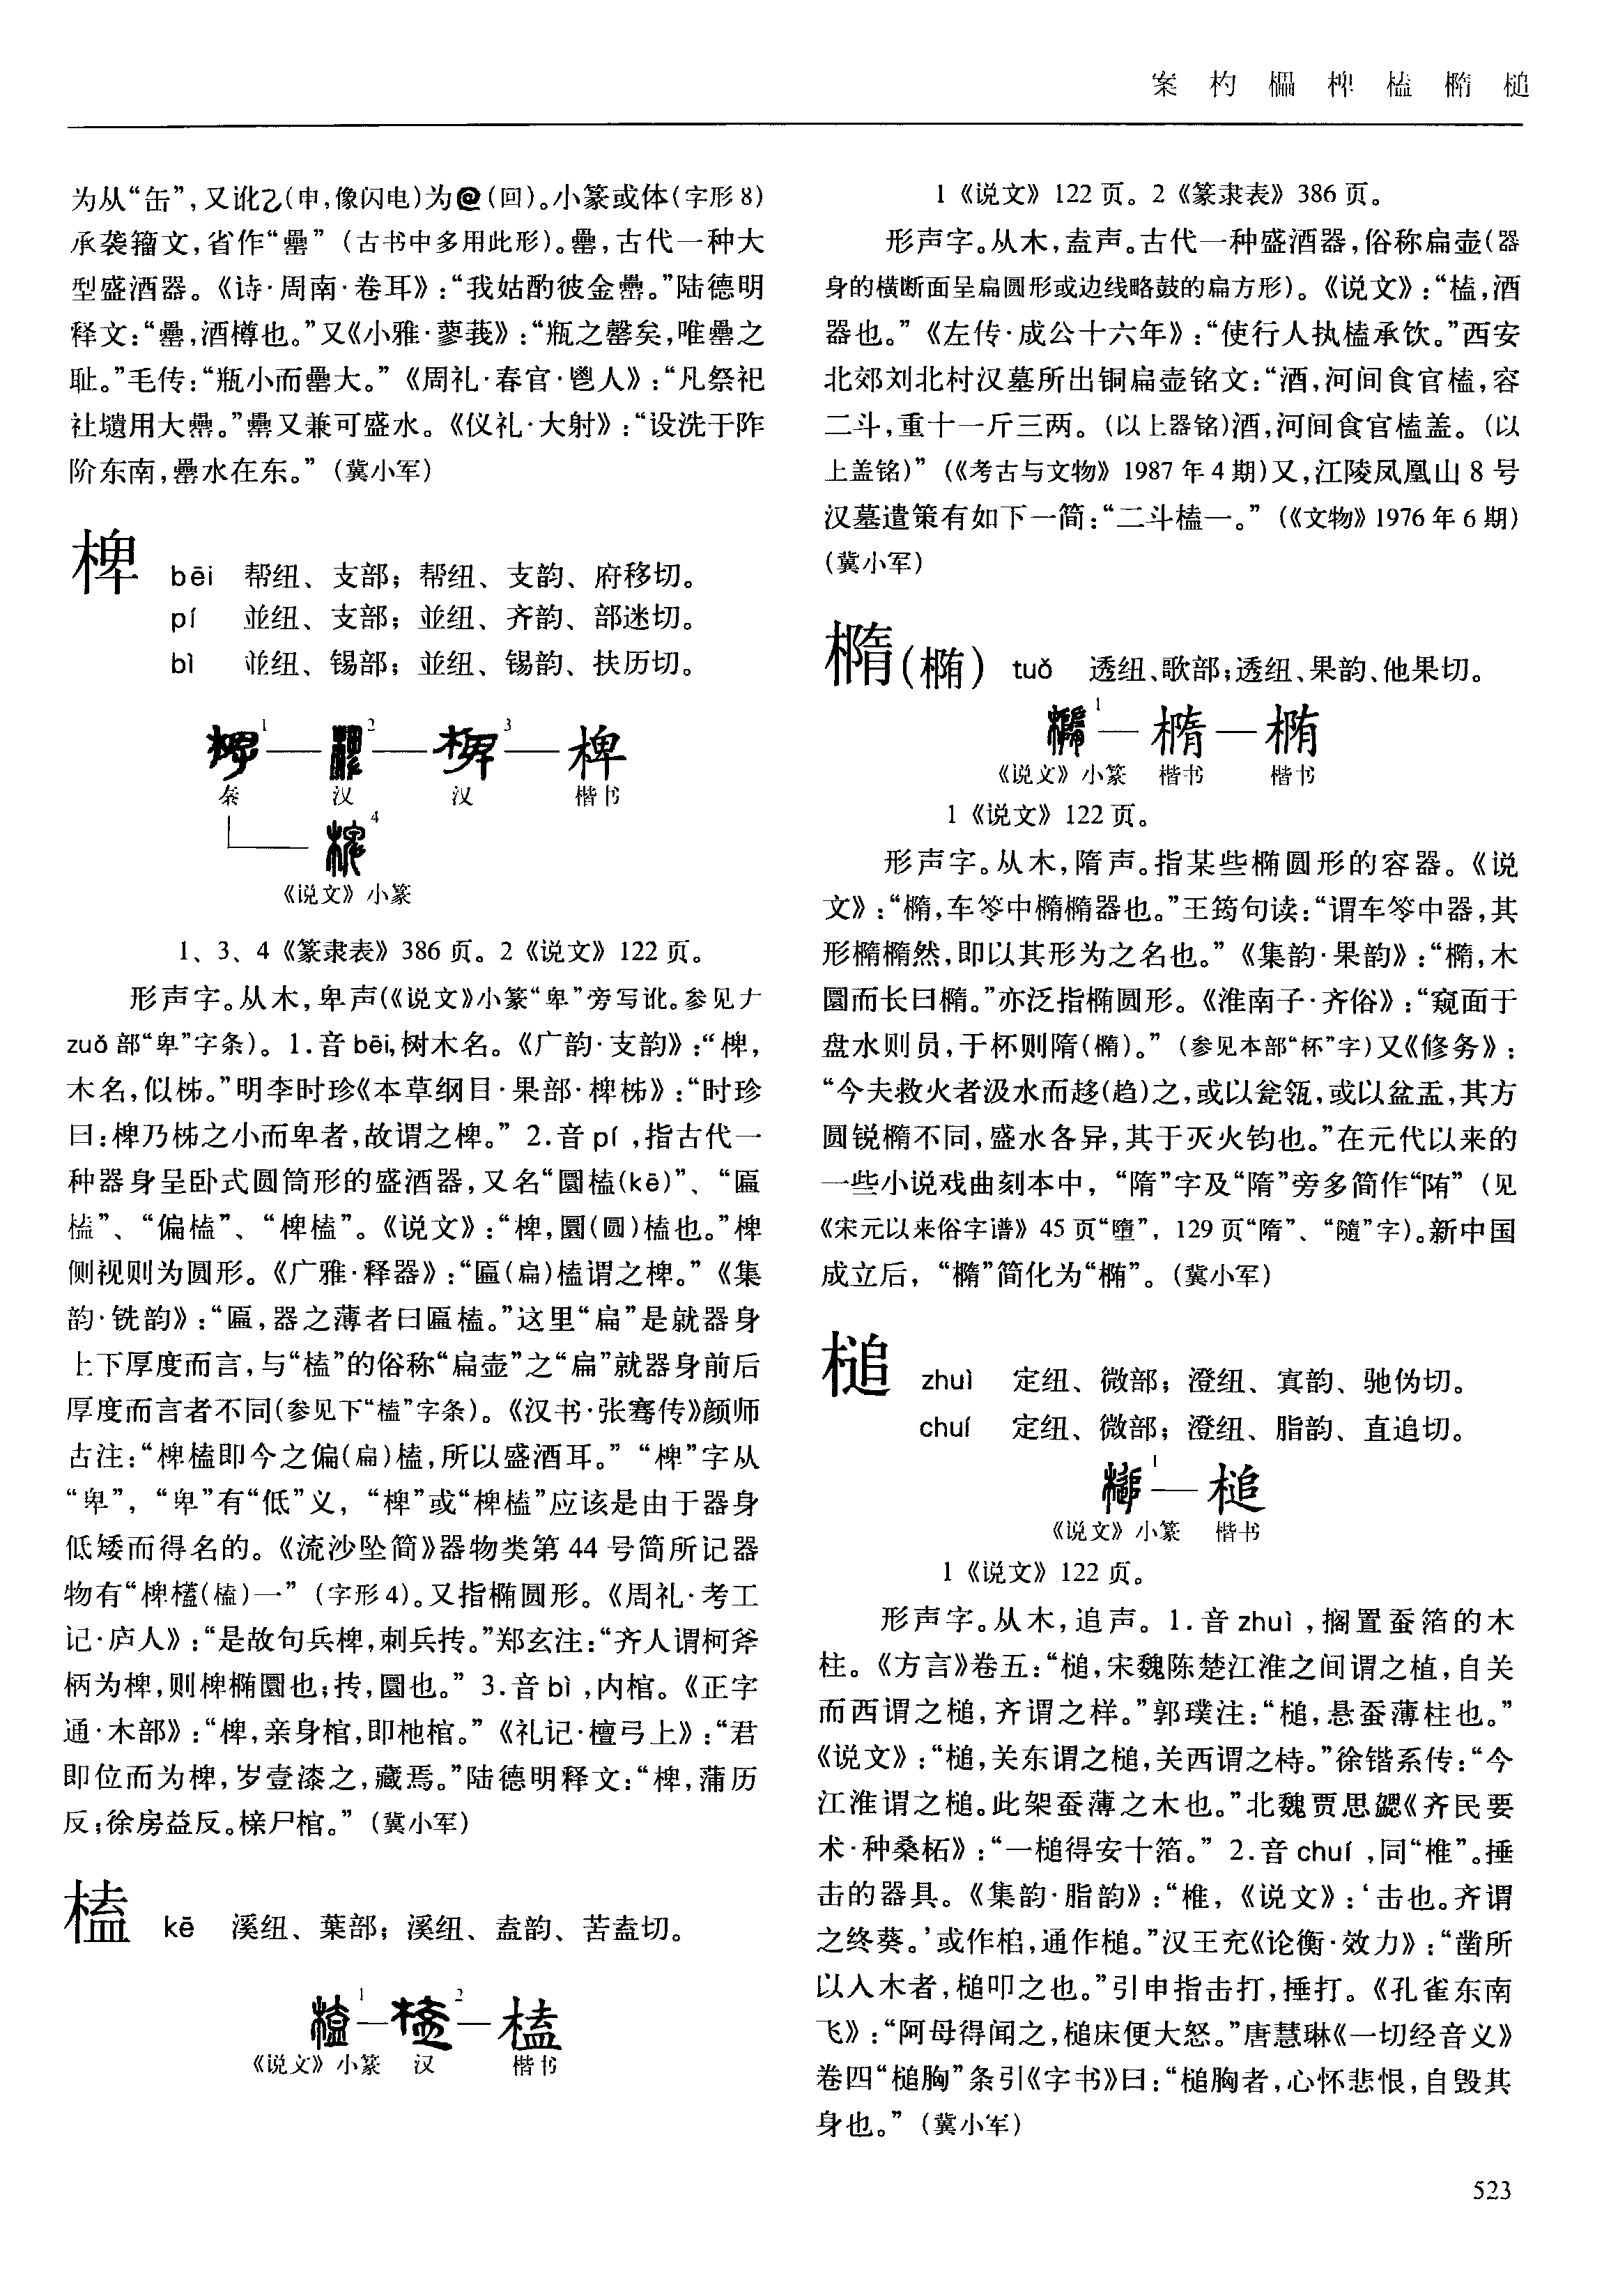 案 杓 櫑 椑 榼 橢 槌
为从“缶”，又讹(申，像闪电)为(回)。小篆或体(字形8)
承袭籀文，省作“罍”（古书中多用此形）。罍，古代一种大
型盛酒器。《诗·周南·卷耳》：“我姑酌彼金罍。”陆德明
释文：“罍，酒樽也。”又《小雅·蓼莪》：“瓶之罄矣，唯罍之
耻。”毛传：“瓶小而罍大。”《周礼·春官·鬯人》：“凡祭祀
社壝用大罍。”罍又兼可盛水。《仪礼·大射》：“设洗于阼
阶东南，罍水在东。”（冀小军）
椑 bēi 帮纽、支部；帮纽、支韵、府移切。
pí 並纽、支部；並纽、齐韵、部迷切。
bì 並纽、锡部；並纽、锡韵、扶历切。
1 — 2 — 3 — 椑
秦 汉 汉 楷书
4
《说文》小篆
1、3、4《篆隶表》386页。2《说文》122页。
形声字。从木，卑声(《说文》小篆“卑”旁写讹。参见𠂇
zuǒ部“卑”字条)。1.音bēi，树木名。《广韵·支韵》：“椑，
木名，似柹。”明李时珍《本草纲目·果部·椑柹》：“时珍
曰：椑乃柹之小而卑者，故谓之椑。”2.音pí，指古代一
种器身呈卧式圆筒形的盛酒器，又名“圜榼(kē)”、“匾
榼”、“偏榼”、“椑榼”。《说文》：“椑，圜(圆)榼也。”椑
侧视则为圆形。《广雅·释器》：“匾(扁)榼谓之椑。”《集
韵·铣韵》：“匾，器之薄者曰匾榼。”这里“扁”是就器身
上下厚度而言，与“榼”的俗称“扁壶”之“扁”就器身前后
厚度而言者不同(参见下“榼”字条)。《汉书·张骞传》颜师
古注：“椑榼即今之偏(扁)榼，所以盛酒耳。”“椑”字从
“卑”，“卑”有“低”义，“椑”或“椑榼”应该是由于器身
低矮而得名的。《流沙坠简》器物类第44号简所记器
物有“椑榼(榼)一”（字形4）。又指椭圆形。《周礼·考工
记·庐人》：“是故句兵椑，刺兵抟。”郑玄注：“齐人谓柯斧
柄为椑，则椑椭圜也；抟，圜也。”3.音bì，内棺。《正字
通·木部》：“椑，亲身棺，即杝棺。”《礼记·檀弓上》：“君
即位而为椑，岁壹漆之，藏焉。”陆德明释文：“椑，蒲历
反；徐房益反。榇尸棺。”（冀小军）
榼 kē 溪纽、葉部；溪纽、盍韵、苦盍切。
1 — 2 — 榼
《说文》小篆 汉 楷书
1《说文》122页。2《篆隶表》386页。
形声字。从木，盍声。古代一种盛酒器，俗称扁壶(器
身的横断面呈扁圆形或边线略鼓的扁方形)。《说文》：“榼，酒
器也。”《左传·成公十六年》：“使行人执榼承饮。”西安
北郊刘北村汉墓所出铜扁壶铭文：“酒，河间食官榼，容
二斗，重十一斤三两。(以上器铭)酒，河间食官榼盖。(以
上盖铭)”(《考古与文物》1987年4期)又，江陵凤凰山8号
汉墓遣策有如下一简：“二斗榼一。”(《文物》1976年6期)
(冀小军)
橢(椭) tuǒ 透纽、歌部；透纽、果韵、他果切。
1 — 橢 — 椭
《说文》小篆 楷书 楷书
1《说文》122页。
形声字。从木，隋声。指某些椭圆形的容器。《说
文》：“橢，车笭中橢橢器也。”王筠句读：“谓车笭中器，其
形橢橢然，即以其形为之名也。”《集韵·果韵》：“橢，木
圜而长曰橢。”亦泛指椭圆形。《淮南子·齐俗》：“窥面于
盘水则员，于杯则隋(橢)。”（参见本部“杯”字）又《修务》：
“今夫救火者汲水而趍(趋)之，或以瓮瓴，或以盆盂，其方
圆锐橢不同，盛水各异，其于灭火钧也。”在元代以来的
一些小说戏曲刻本中，“隋”字及“隋”旁多简作“陏”（见
《宋元以来俗字谱》45页“墮”，129页“隋”、“隨”字）。新中国
成立后，“橢”简化为“椭”。（冀小军）
槌 zhuì 定纽、微部；澄纽、寘韵、驰伪切。
chuí 定纽、微部；澄纽、脂韵、直追切。
1 — 槌
《说文》小篆 楷书
1《说文》122页。
形声字。从木，追声。1.音zhuì，搁置蚕箔的木
柱。《方言》卷五：“槌，宋魏陈楚江淮之间谓之植，自关
而西谓之槌，齐谓之样。”郭璞注：“槌，悬蚕薄柱也。”
《说文》：“槌，关东谓之槌，关西谓之㭙。”徐锴系传：“今
江淮谓之槌。此架蚕薄之木也。”北魏贾思勰《齐民要
术·种桑柘》：“一槌得安十箔。”2.音chuí，同“椎”。捶
击的器具。《集韵·脂韵》：“椎，《说文》：‘击也。齐谓
之终葵。’或作桘，通作槌。”汉王充《论衡·效力》：“凿所
以入木者，槌叩之也。”引申指击打，捶打。《孔雀东南
飞》：“阿母得闻之，槌床便大怒。”唐慧琳《一切经音义》
卷四“槌胸”条引《字书》曰：“槌胸者，心怀悲恨，自毁其
身也。”（冀小军）
523